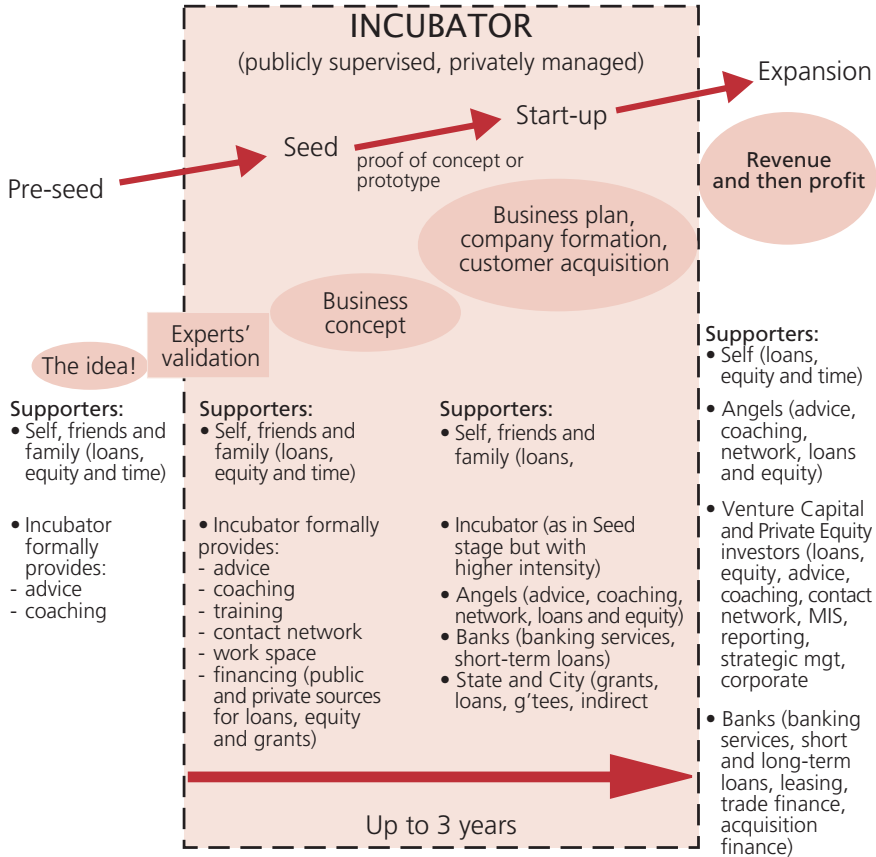 INCUBATOR
(publicly supervised, privately managed)
Pre-seed
Seed
proof of concept or
prototype
Start-up
Expansion
The idea!
Experts’
validation
Business
concept
Business plan,
company formation,
customer acquisition
Revenue
and then profit
Supporters:
• Self, friends and
family (loans,
equity and time)
• Incubator
formally
provides:
- advice
- coaching
Supporters:
• Self, friends and
family (loans,
equity and time)
• Incubator formally
provides:
- advice
- coaching
- training
- contact network
- work space
- financing (public
and private sources
for loans, equity
and grants)
Supporters:
• Self, friends and
family (loans,
• Incubator (as in Seed
stage but with
higher intensity)
• Angels (advice, coaching,
network, loans and equity)
• Banks (banking services,
short-term loans)
• State and City (grants,
loans, g’tees, indirect
Supporters:
• Self (loans,
equity and time)
• Angels (advice,
coaching,
network, loans
and equity)
• Venture Capital
and Private Equity
investors (loans,
equity, advice,
coaching, contact
network, MIS,
reporting,
strategic mgt,
corporate
• Banks (banking
services, short
and long-term
loans, leasing,
trade finance,
acquisition
finance)
Up to 3 years